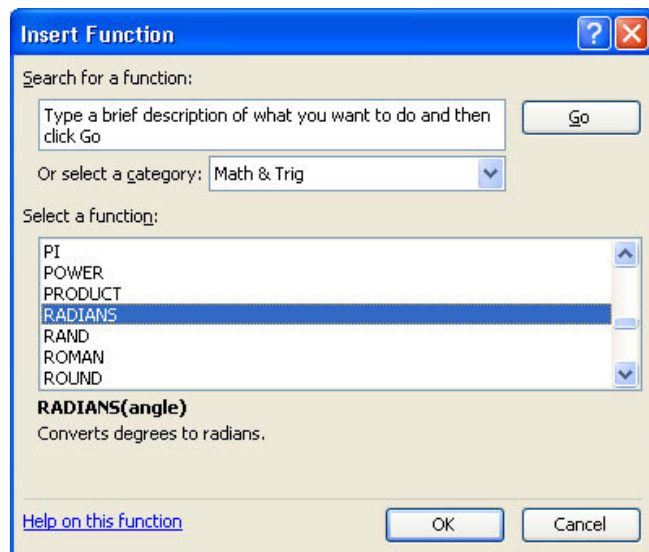 Insert Function
Search for a function:
Type a brief description of what you want to do and then
click Go
Go
Or select a category: Math & Trig
Select a function:
PI
POWER
PRODUCT
RADIANS
RAND
ROMAN
ROUND
RADIANS(angle)
Converts degrees to radians.
Help on this function
OK Cancel